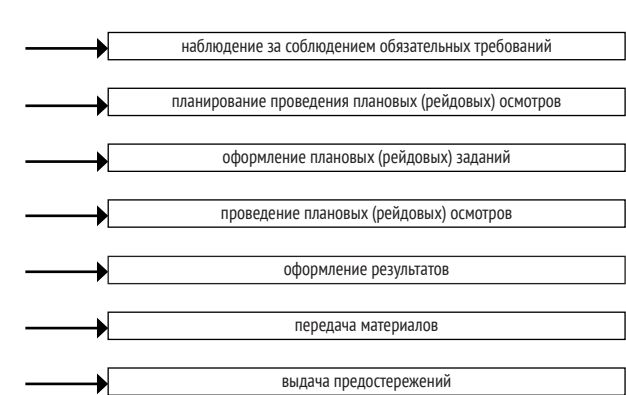 наблюдение за соблюдением обязательных требований
планирование проведения плановых (рейдовых) осмотров
оформление плановых (рейдовых) заданий
проведение плановых (рейдовых) осмотров
оформление результатов
передача материалов
выдача предостережений